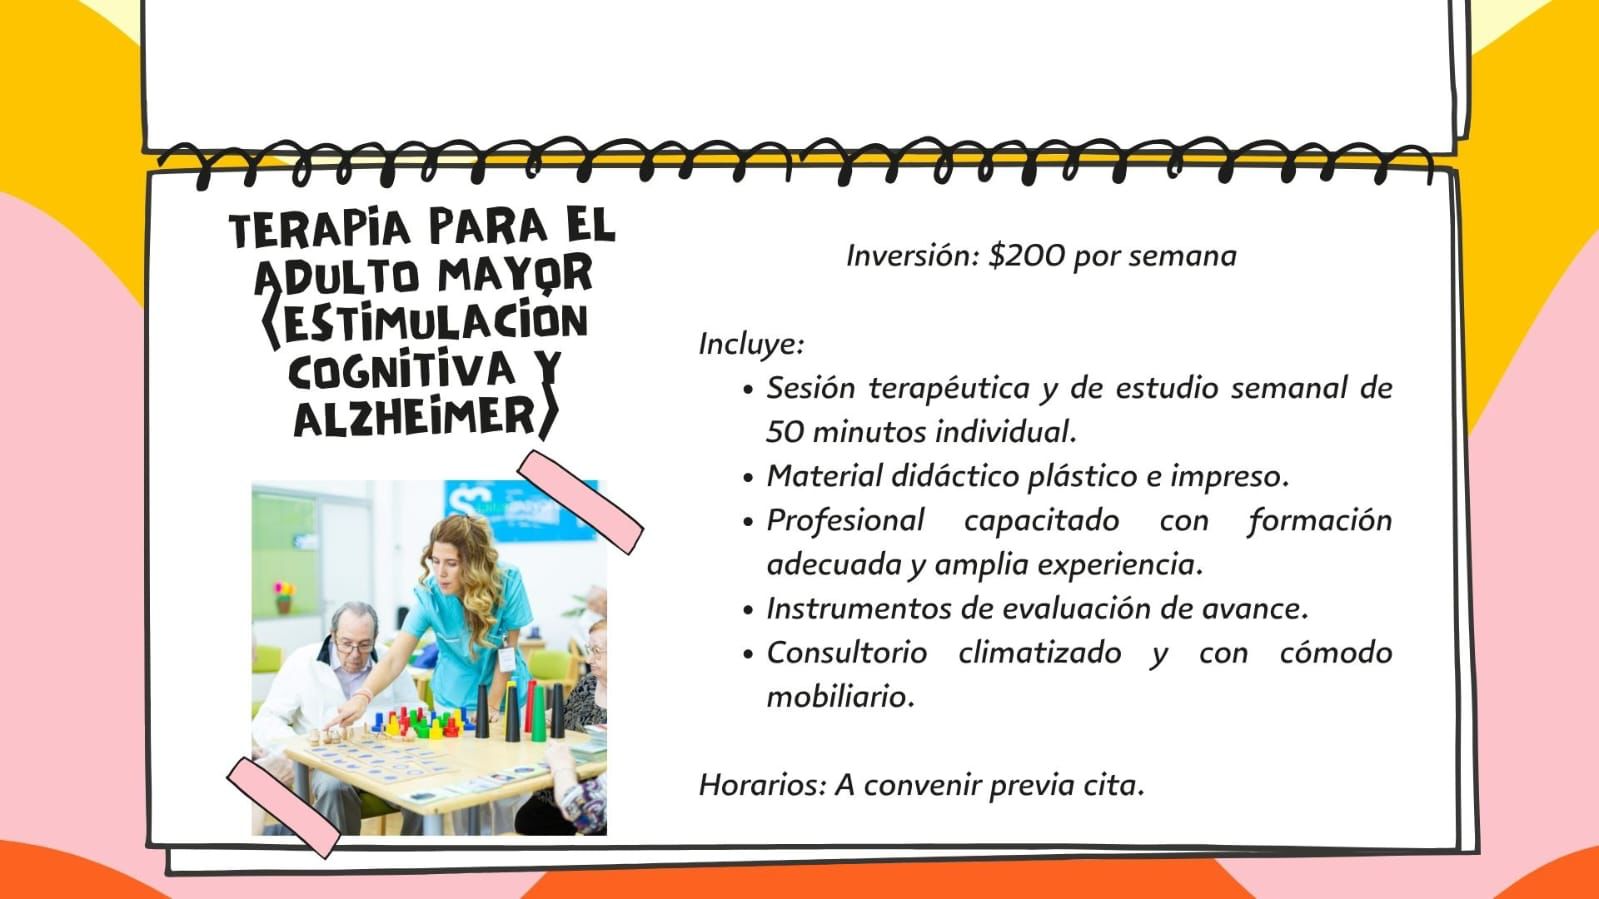 TERAPIA PARA EL
ADULTO MAYOR
(ESTIMULACIÓN
COGNITIVA Y
ALZHEIMER)
Inversión: $200 por semana
Incluye:
• Sesión terapéutica y de estudio semanal de
50 minutos individual.
• Material didáctico plástico e impreso.
• Profesional capacitado con formación
adecuada y amplia experiencia.
• Instrumentos de evaluación de avance.
• Consultorio climatizado y con cómodo
mobiliario.
Horarios: A convenir previa cita.